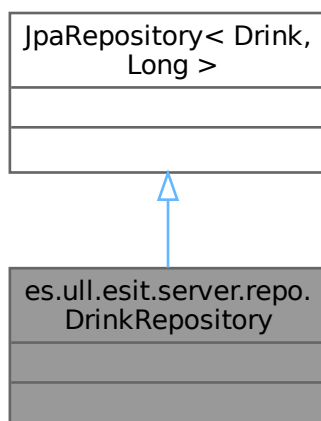 JpaRepository< Drink,
Long >
es.ull.esit.server.repo.
DrinkRepository